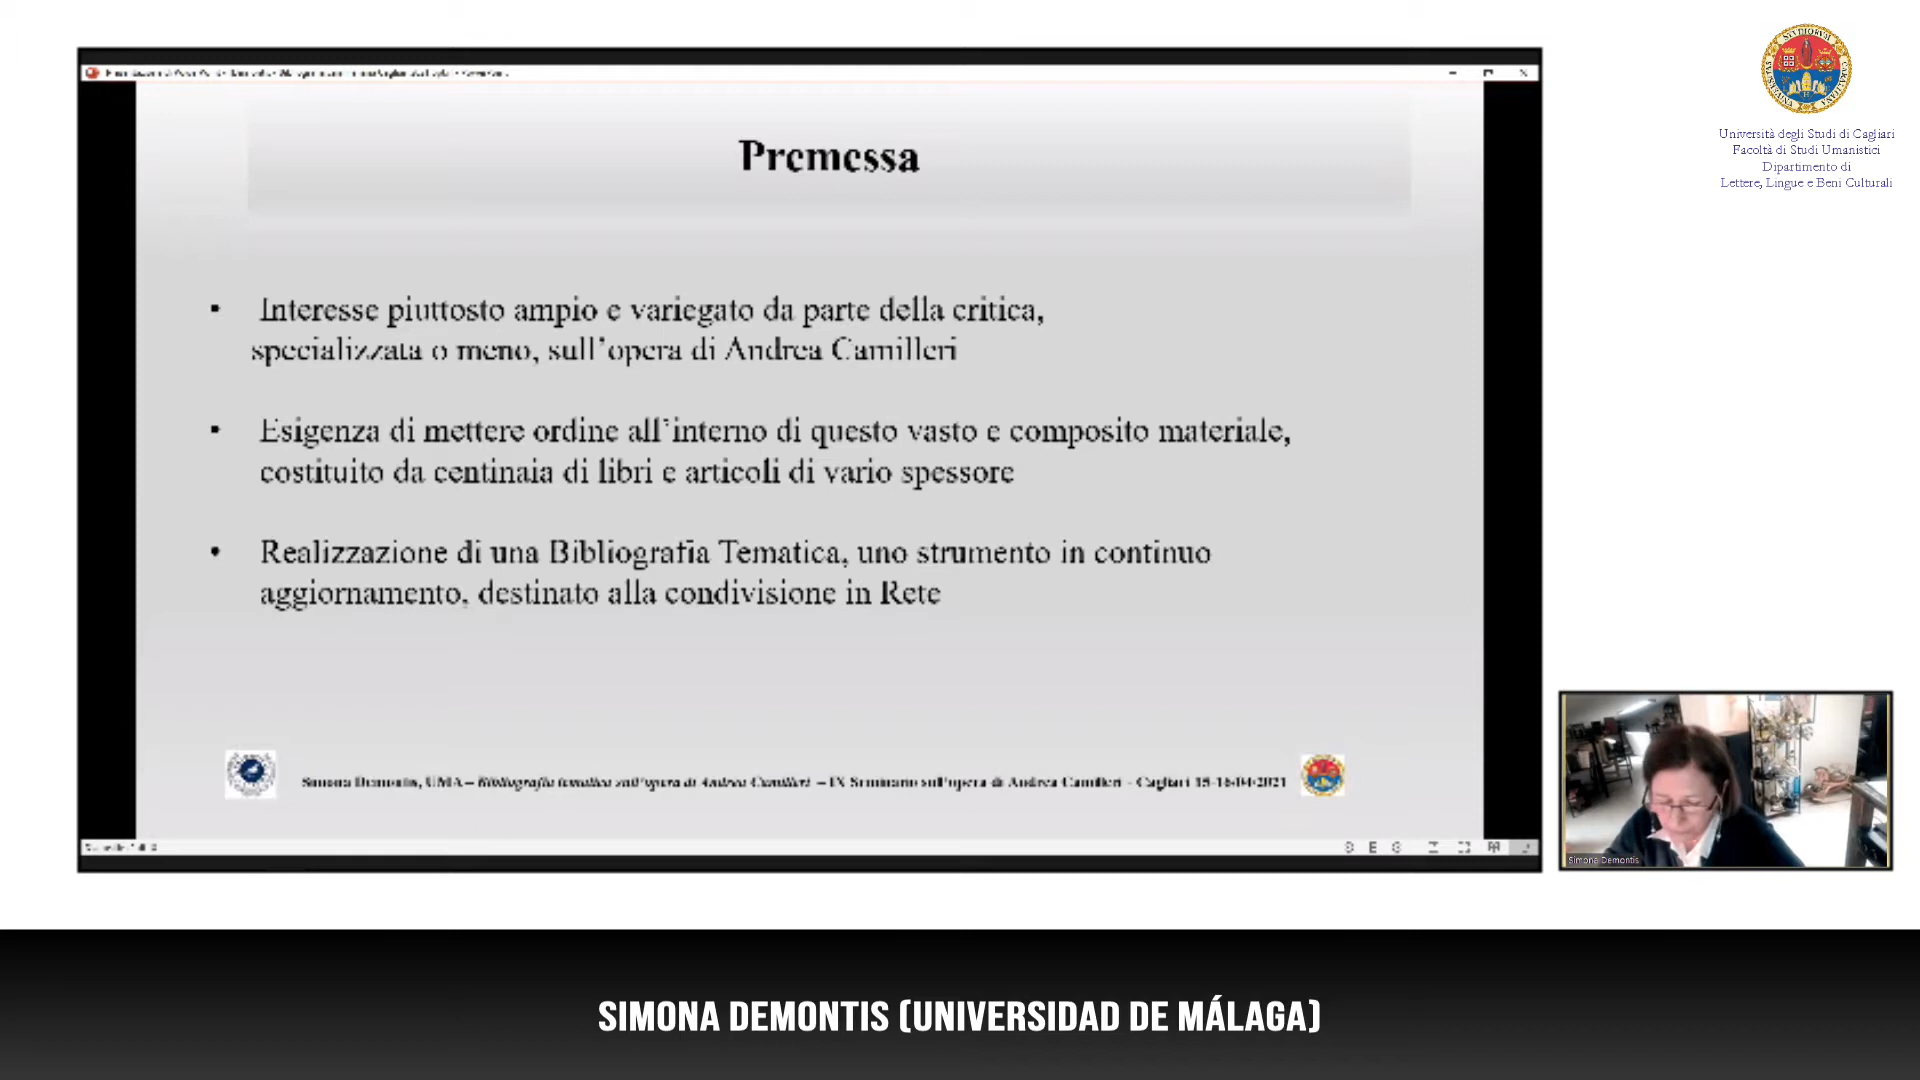 Premessa
• Interesse piuttosto ampio e variegato da parte della critica,
specializzata o meno, sull'opera di Andrea Camilleri
• Esigenza di mettere ordine all'interno di questo vasto e composito materiale,
costituito da centinaia di libri e articoli di vario spessore
• Realizzazione di una Bibliografia Tematica, uno strumento in continuo
aggiornamento, destinato alla condivisione in Rete
Simona Demontis, UMA – Bibliografia tematica sull'opera di Andrea Camilleri – IX Seminario sull'opera di Andrea Camilleri - Cagliari 15-16/04/2021
Università degli Studi di Cagliari
Facoltà di Studi Umanistici
Dipartimento di
Lettere, Lingue e Beni Culturali
Simona Demontis
SIMONA DEMONTIS (UNIVERSIDAD DE MÁLAGA)